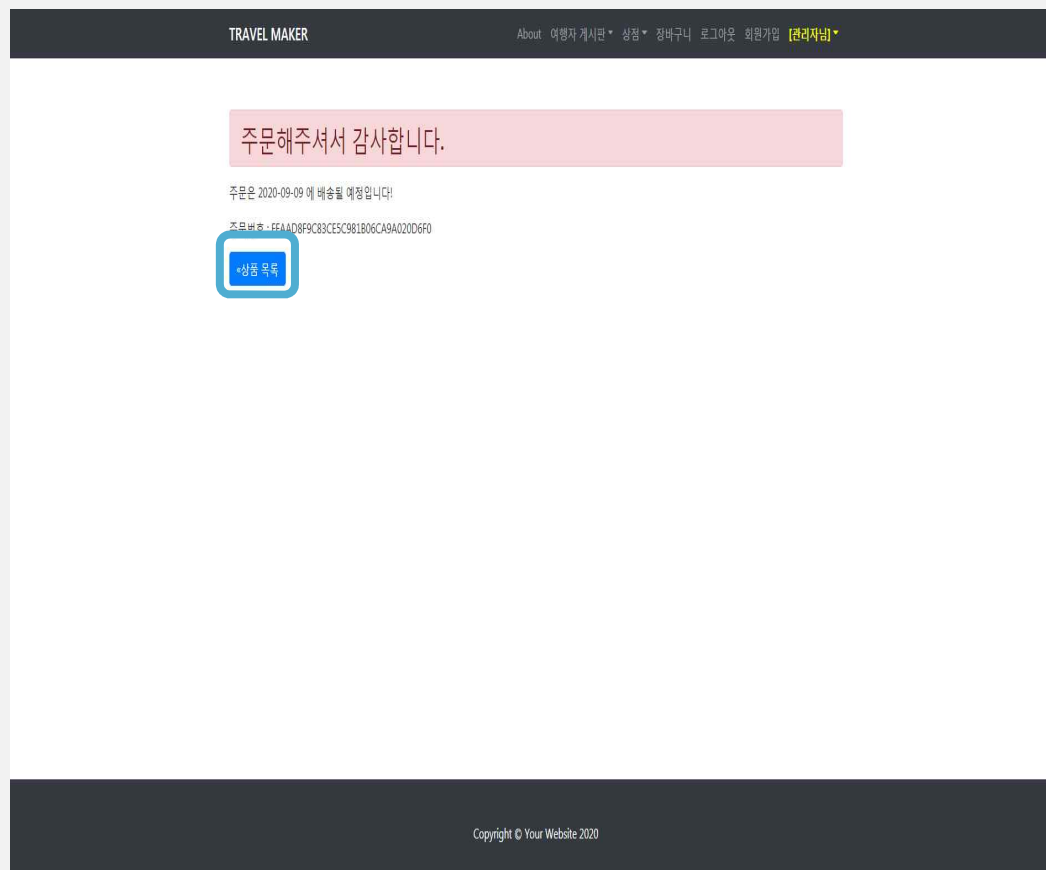 TRAVEL MAKER
About 여행자 게시판 상점 장바구니 로그아웃 회원가입 [관리자님]
주문해주셔서 감사합니다.
주문은 2020-09-09 에 배송될 예정입니다!
주문번호 :
«상품 목록
Copyright © Your Website 2020